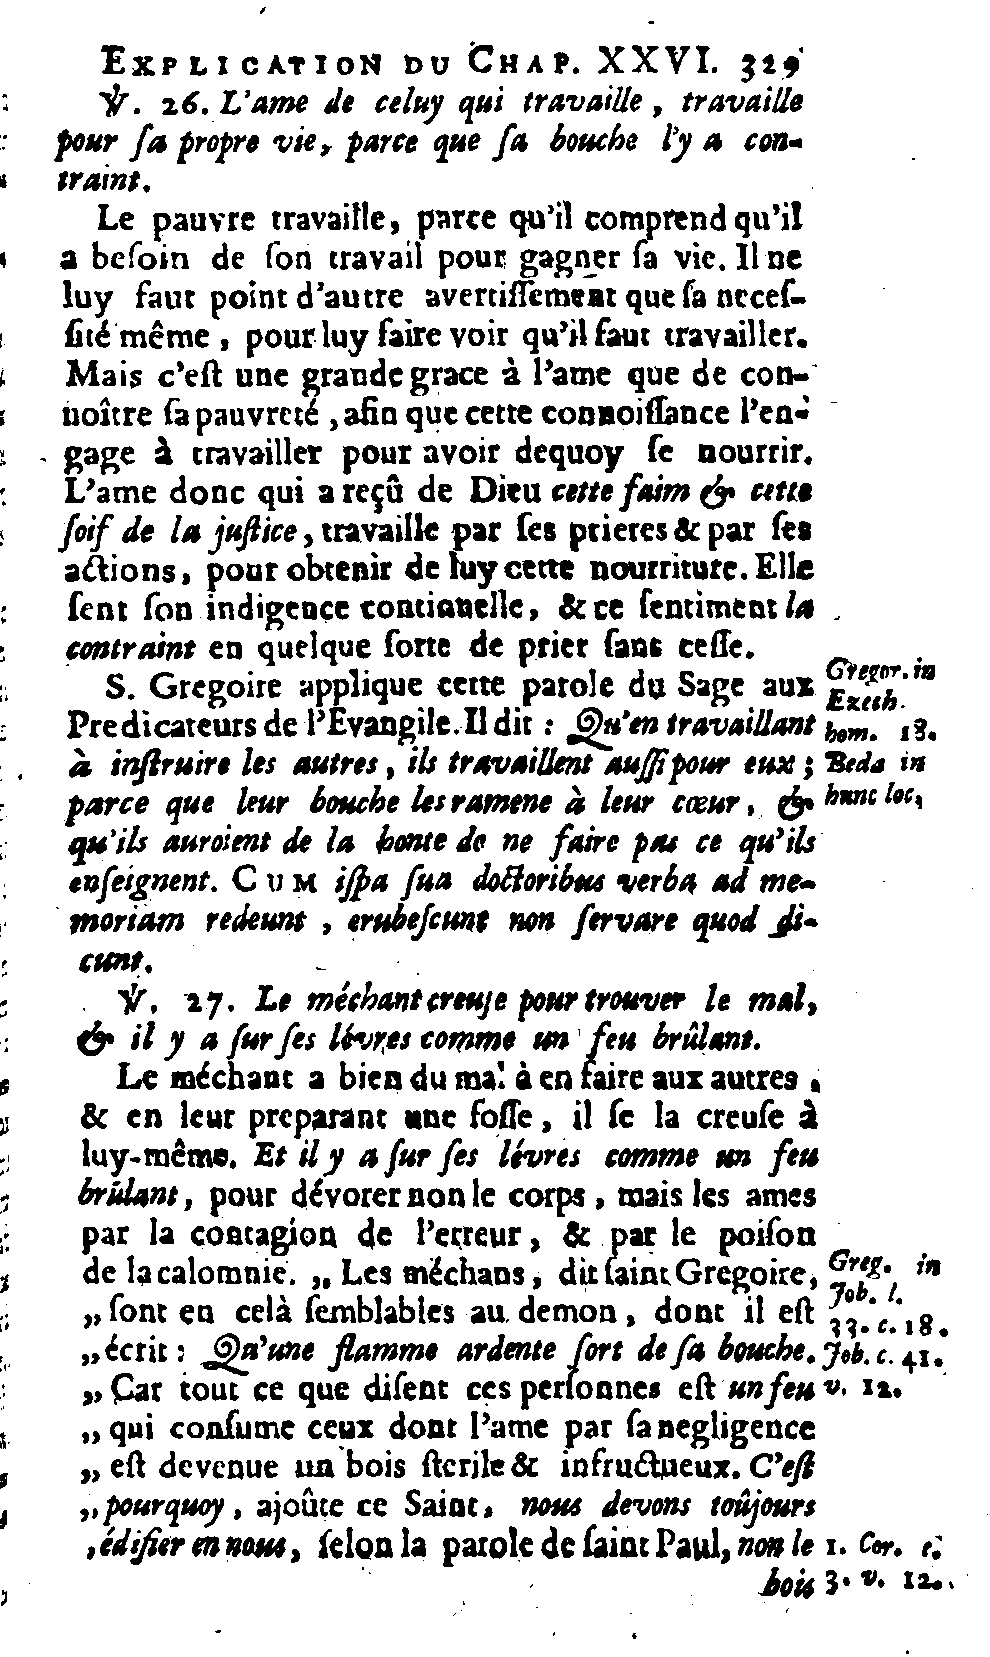 EXPLICATION DU CHAP. XXVI. 329
℣. 26. L'ame de celuy qui travaille, travaille
pour ſa propre vie, parce que ſa bouche l'y a con-
traint.
Le pauvre travaille, parce qu'il comprend qu'il
a beſoin de ſon travail pour gagner ſa vie. Il ne
luy faut point d'autre avertiſſement que ſa neceſ-
ſité même, pour luy faire voir qu'il faut travailler.
Mais c'eſt une grande grace à l'ame que de con-
noître ſa pauvreté, afin que cette connoiſſance l'en-
gage à travailler pour avoir dequoy ſe nourrir.
L'ame donc qui a reçû de Dieu cette faim & cette
ſoif de la juſtice, travaille par ſes prieres & par ſes
actions, pour obtenir de luy cette nourriture. Elle
ſent ſon indigence continuelle, & ce ſentiment la
contraint en quelque ſorte de prier ſans ceſſe.
S. Gregoire applique cette parole du Sage aux
Predicateurs de l'Evangile. Il dit : Qu'en travaillant
à inſtruire les autres, ils travaillent auſſi pour eux ;
parce que leur bouche les ramene à leur cœur, &
qu'ils auroient de la honte de ne faire pas ce qu'ils
enſeignent. CUM iſpa ſua doctoribus verba ad me-
moriam redeunt, erubeſcunt non ſervare quod di-
cunt.
Gregor. in
Ezech.
hom. 18.
Beda in
hunc loc,
℣. 27. Le méchant creuſe pour trouver le mal,
& il y a ſur ſes lévres comme un feu brûlant.
Le méchant a bien du mal à en faire aux autres,
& en leur preparant une foſſe, il ſe la creuſe à
luy-même. Et il y a ſur ſes lévres comme un feu
brûlant, pour dévorer non le corps, mais les ames
par la contagion de l'erreur, & par le poiſon
de la calomnie. „ Les méchans, dit ſaint Gregoire,
„ ſont en celà ſemblables au demon, dont il eſt
„ écrit : Qu'une flamme ardente ſort de ſa bouche.
„ Car tout ce que diſent ces perſonnes eſt un feu
„ qui conſume ceux dont l'ame par ſa negligence
„ eſt devenue un bois ſterile & infructueux. C'eſt
„ pourquoy, ajoûte ce Saint, nous devons toûjours
, édifier en nous, ſelon la parole de ſaint Paul, non le
bois
Greg. in
Job. l.
33. c. 18.
Job. c. 41.
v. 12.
1. Cor. c.
3. v. 12.